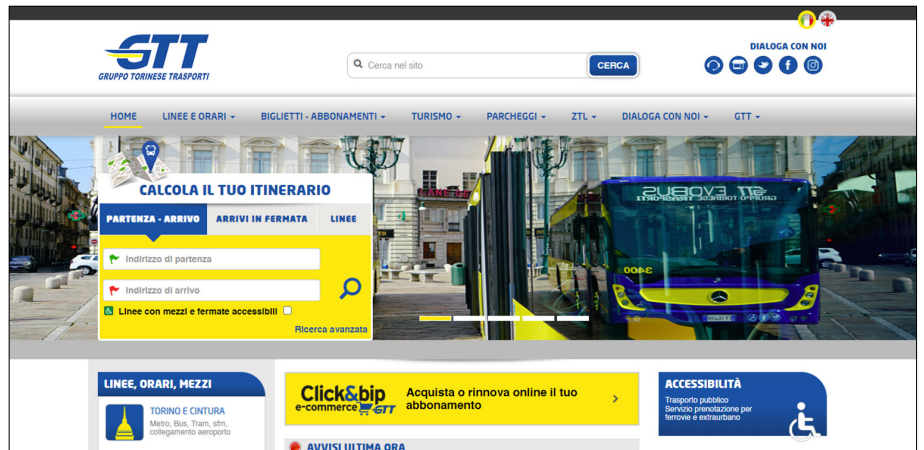 GTT
GRUPPO TORINESE TRASPORTI
Cerca nel sito
CERCA
DIALOGA CON NOI
HOME
LINEE E ORARI
BIGLIETTI - ABBONAMENTI
TURISMO
PARCHEGGI
ZTL
DIALOGA CON NOI
GTT
CALCOLA IL TUO ITINERARIO
PARTENZA - ARRIVO
ARRIVI IN FERMATA
LINEE
Indirizzo di partenza
Indirizzo di arrivo
Linee con mezzi e fermate accessibili
Ricerca avanzata
GTT EVOBUS
GRUPPO TORINESE TRASPORTI
3400
LINEE, ORARI, MEZZI
TORINO E CINTURA
Metro, Bus, Tram, sfm,
collegamento aeroporto
Click&bip
e-commerce GTT
Acquista o rinnova online il tuo
abbonamento
AVVISI ULTIMA ORA
ACCESSIBILITÀ
Trasporto pubblico
Servizio prenotazione per
ferrovie e extraurbano